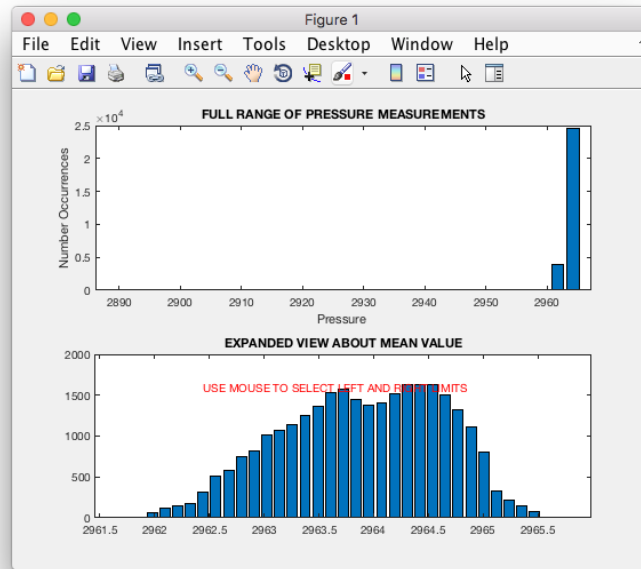 Figure 1
File Edit View Insert Tools Desktop Window Help
×10^4
FULL RANGE OF PRESSURE MEASUREMENTS
2.5
2
1.5
1
0.5
0
Number Occurrences
2890 2900 2910 2920 2930 2940 2950 2960
Pressure
EXPANDED VIEW ABOUT MEAN VALUE
2000
1500
1000
500
0
USE MOUSE TO SELECT LEFT AND RIGHT LIMITS
2961.5 2962 2962.5 2963 2963.5 2964 2964.5 2965 2965.5